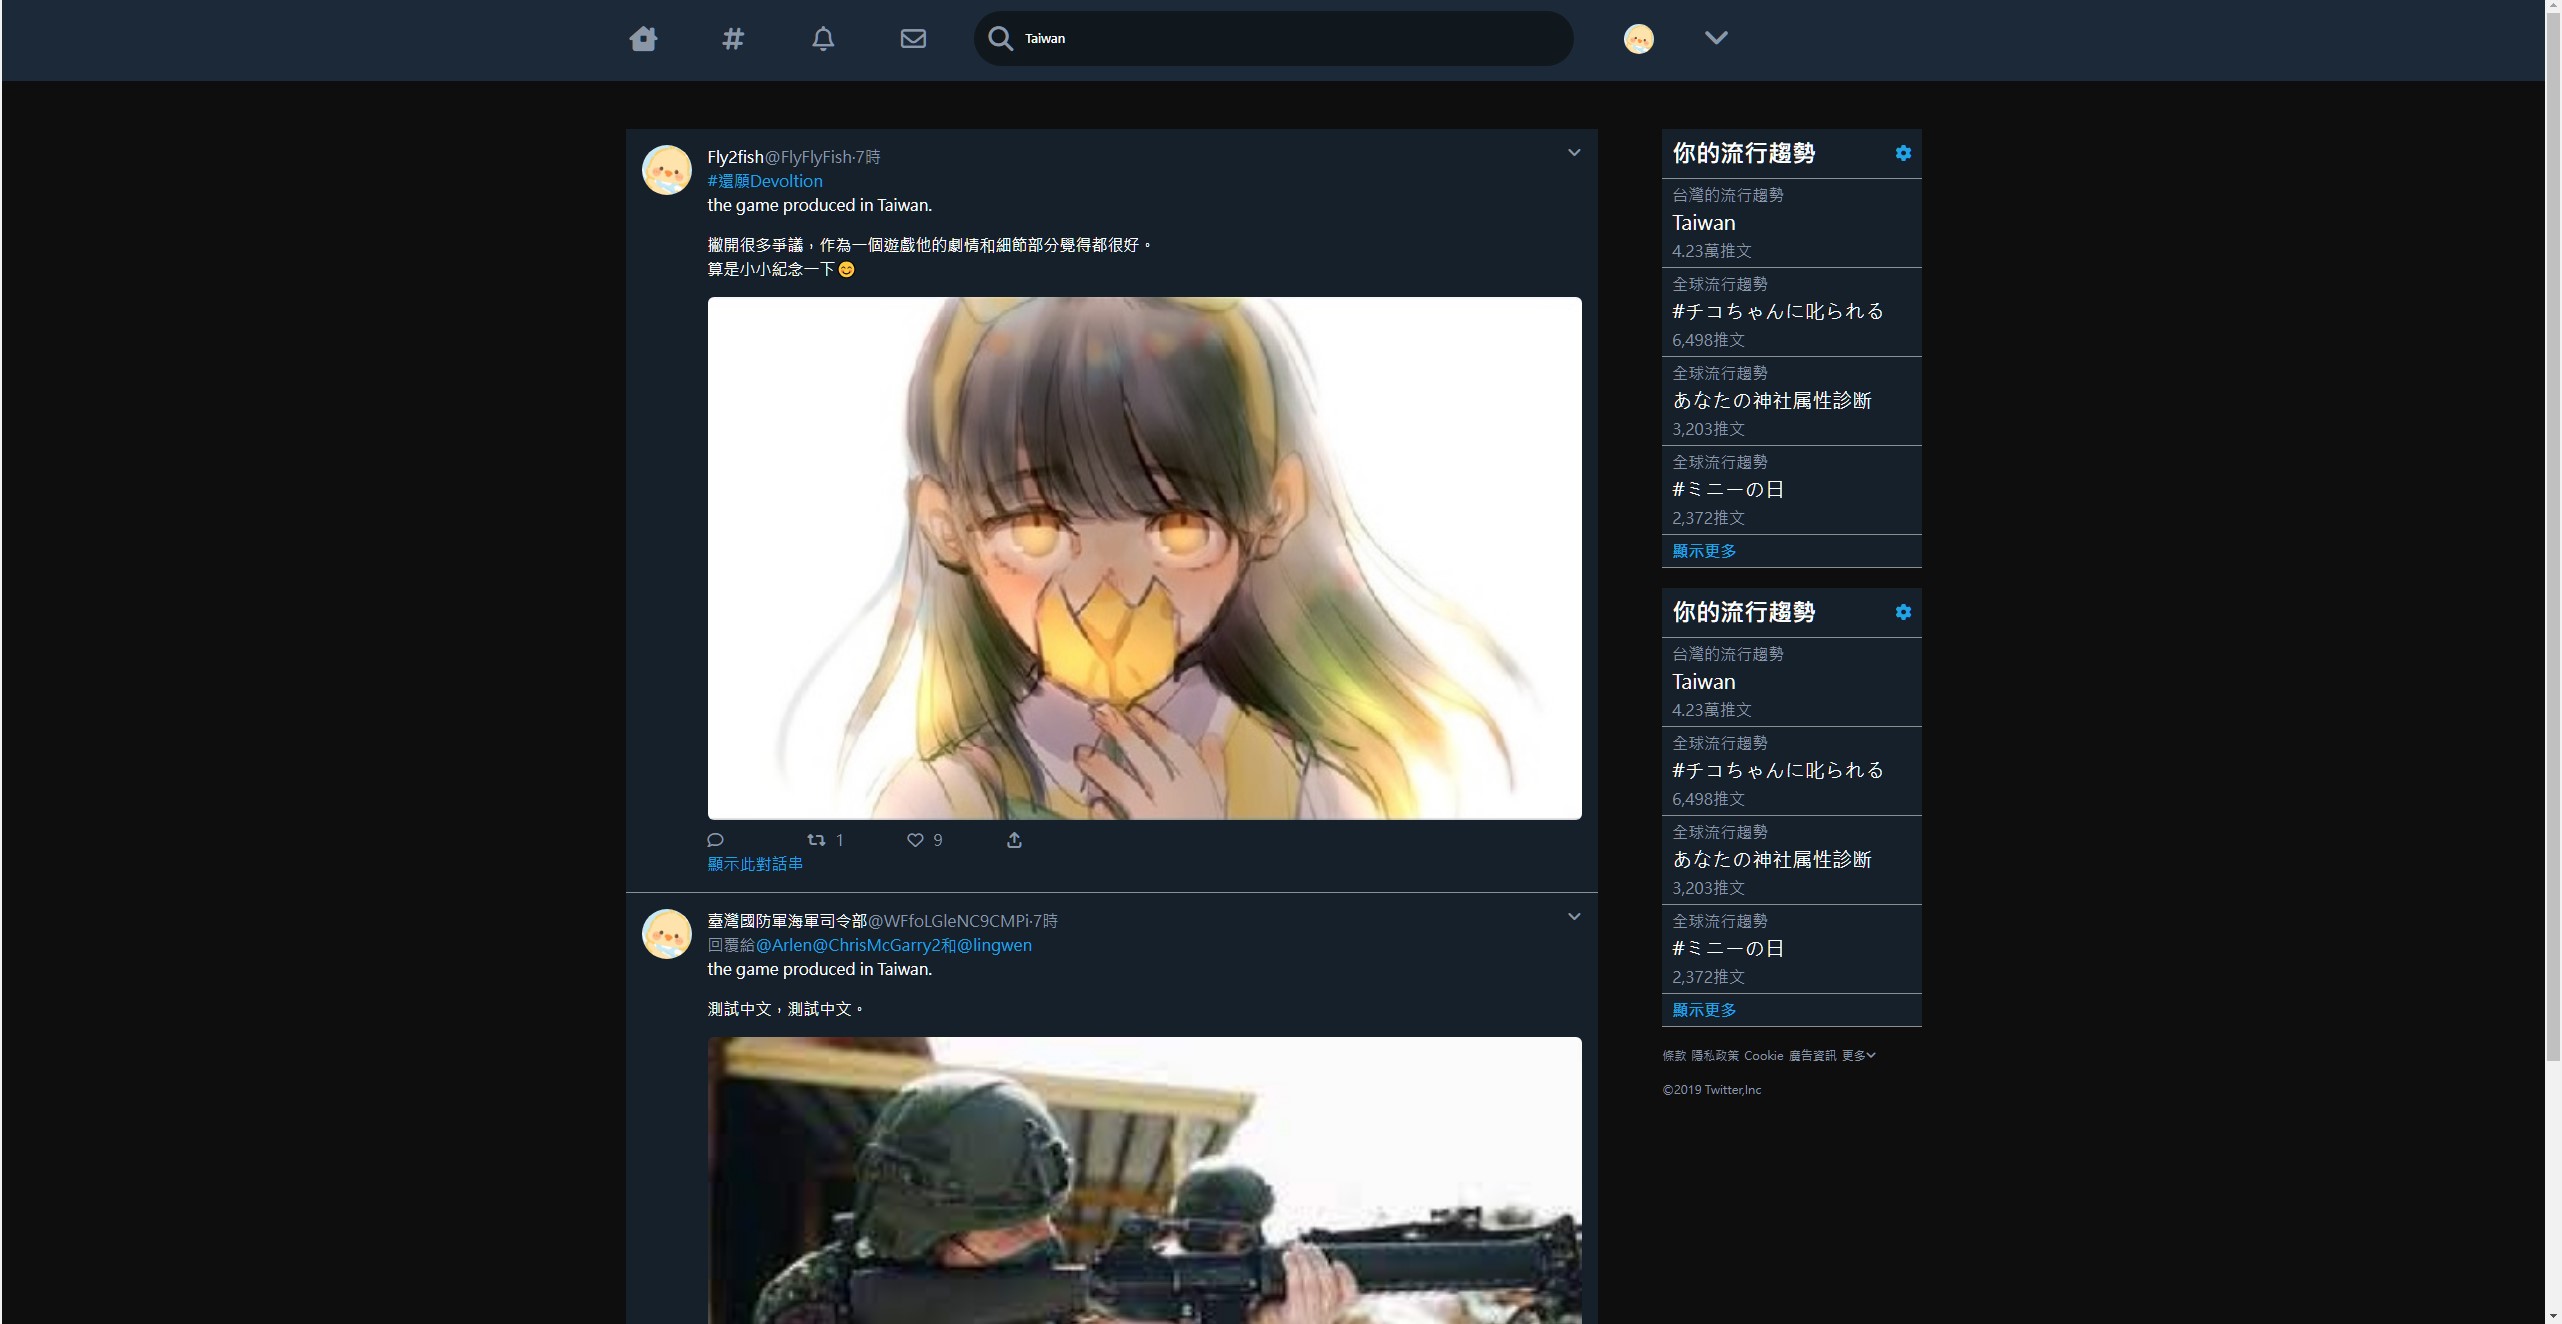 Taiwan
Fly2fish@FlyFlyFish·7時
#還願Devoltion
the game produced in Taiwan.
撇開很多爭議，作為一個遊戲他的劇情和細節部分覺得都很好。
算是小小紀念一下😊
1 9
顯示此對話串
臺灣國防軍海軍司令部@WFfoLGleNC9CMPi·7時
回覆給@Arlen@ChrisMcGarry2和@lingwen
the game produced in Taiwan.
測試中文，測試中文。
你的流行趨勢
台灣的流行趨勢
Taiwan
4.23萬推文
全球流行趨勢
#チコちゃんに叱られる
6,498推文
全球流行趨勢
あなたの神社属性診断
3,203推文
全球流行趨勢
#ミニーの日
2,372推文
顯示更多
你的流行趨勢
台灣的流行趨勢
Taiwan
4.23萬推文
全球流行趨勢
#チコちゃんに叱られる
6,498推文
全球流行趨勢
あなたの神社属性診断
3,203推文
全球流行趨勢
#ミニーの日
2,372推文
顯示更多
條款 隱私政策 Cookie 廣告資訊 更多
©2019 Twitter,Inc